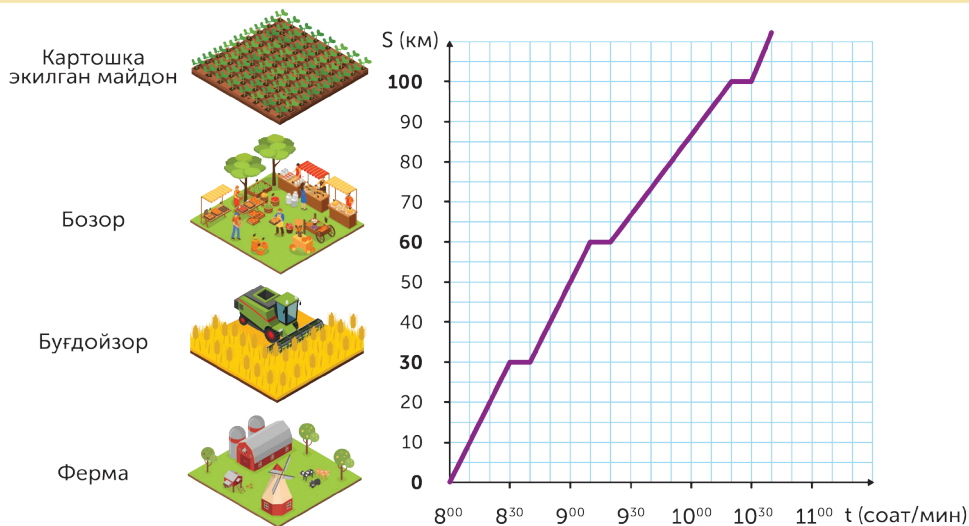 Картошка
экилган майдон
Бозор
Буғдойзор
Ферма
S (км)
100
90
80
70
60
50
40
30
20
10
0
8⁰⁰ 8³⁰ 9⁰⁰ 9³⁰ 10⁰⁰ 10³⁰ 11⁰⁰ t (соат/мин)